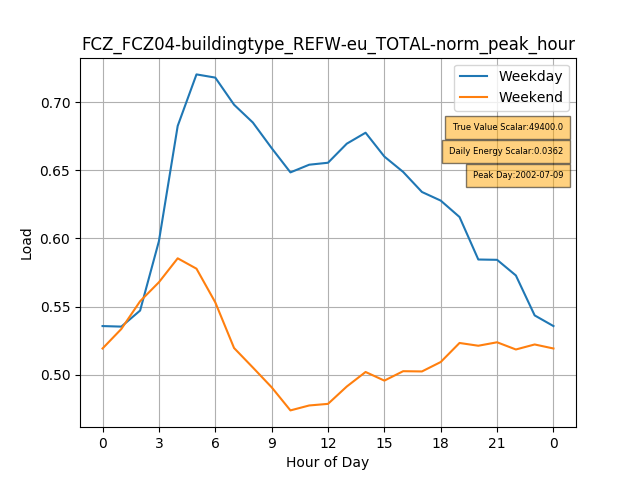 FCZ_FCZ04-buildingtype_REFW-eu_TOTAL-norm_peak_hour
Weekday
Weekend
True Value Scalar:49400.0
Daily Energy Scalar:0.0362
Peak Day:2002-07-09
0.70
0.65
0.60
0.55
0.50
Load
0 3 6 9 12 15 18 21 0
Hour of Day